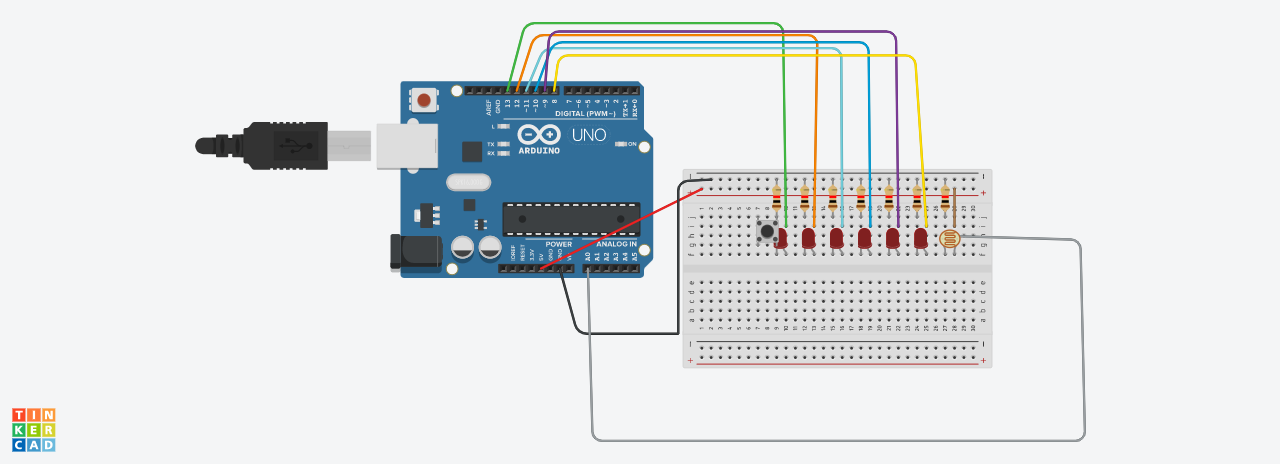 AREF
GND
13
12
~11
~10
~9
8
7
~6
~5
4
~3
2
TX→1
RX←0
DIGITAL (PWM~)
L
TX
RX
UNO
ARDUINO
ON
POWER
ANALOG IN
IOREF
RESET
3.3V
5V
GND
GND
A0
A1
A2
A3
A4
A5
j
i
h
g
f
e
d
c
b
a
TIN
KER
CAD